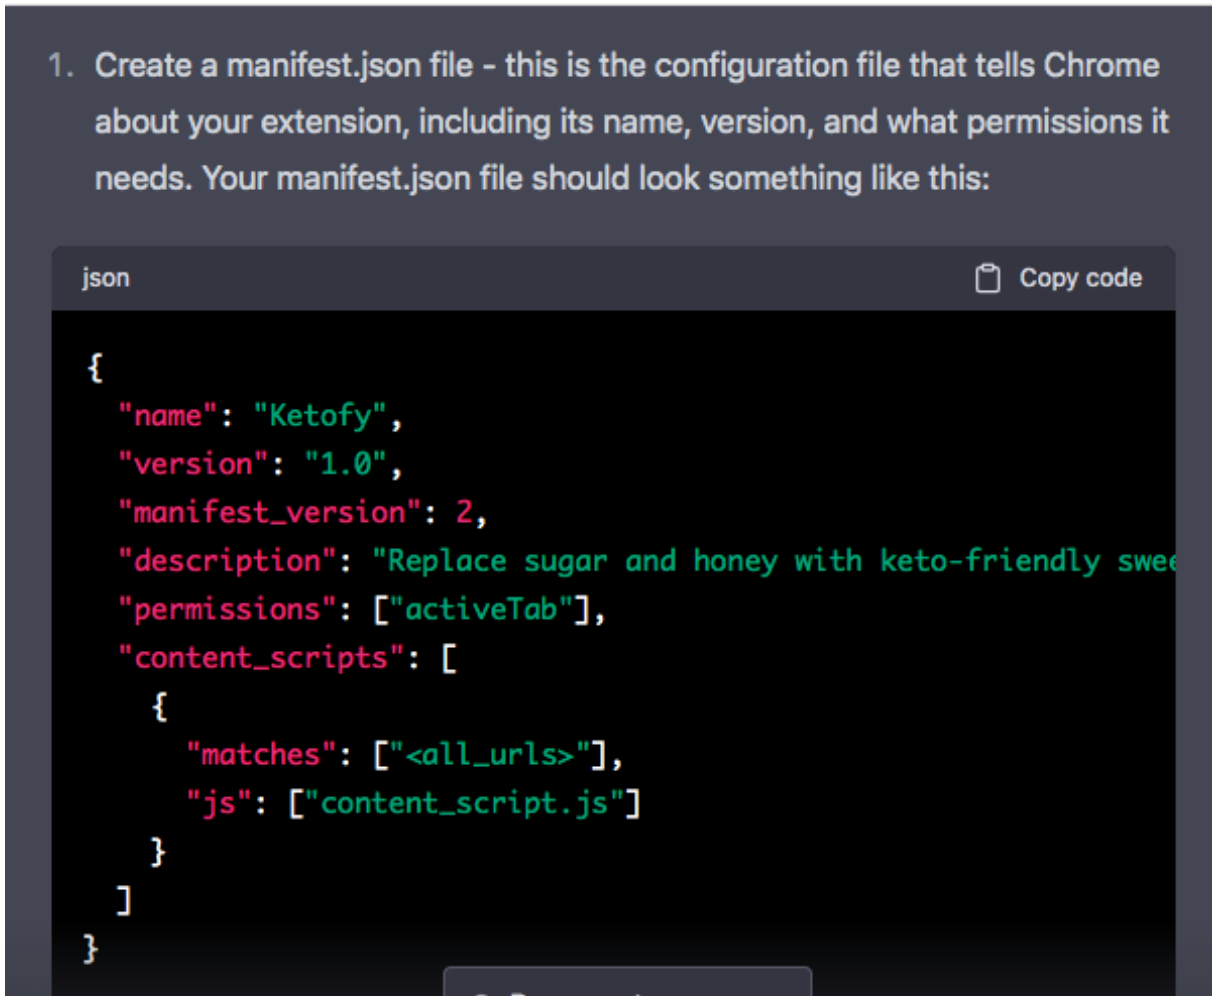 1. Create a manifest.json file - this is the configuration file that tells Chrome
about your extension, including its name, version, and what permissions it
needs. Your manifest.json file should look something like this:
json
Copy code
{
"name": "Ketofy",
"version": "1.0",
"manifest_version": 2,
"description": "Replace sugar and honey with keto-friendly
"permissions": ["activeTab"],
"content_scripts": [
{
"matches": ["<all_urls>"],
"js": ["content_script.js"]
}
]
}